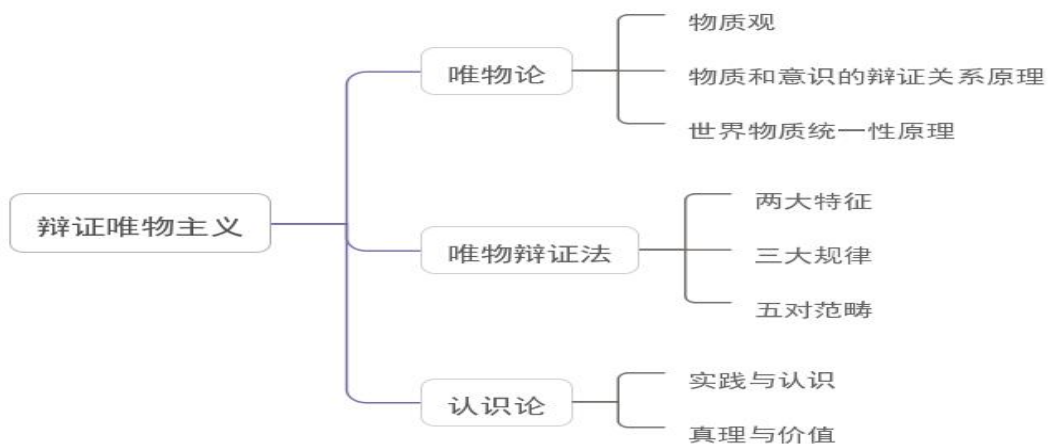 辩证唯物主义
唯物论
物质观
物质和意识的辩证关系原理
世界物质统一性原理
唯物辩证法
两大特征
三大规律
五对范畴
认识论
实践与认识
真理与价值